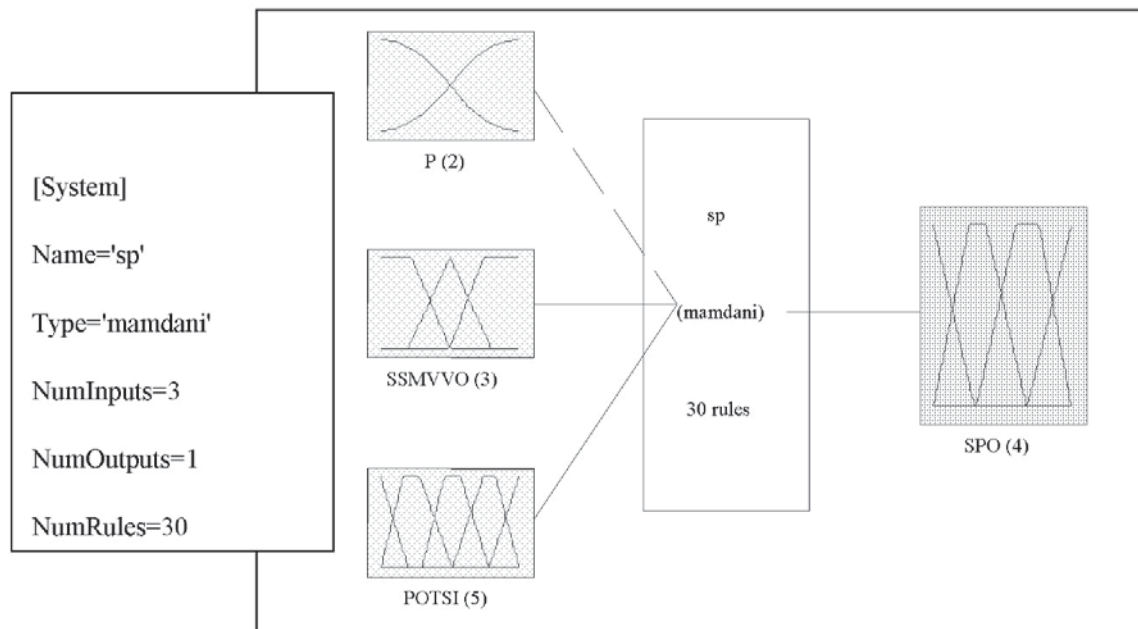 [System]
Name='sp'
Type='mamdani'
NumInputs=3
NumOutputs=1
NumRules=30
P (2)
SSMVVO (3)
POTSI (5)
sp
(mamdani)
30 rules
SPO (4)